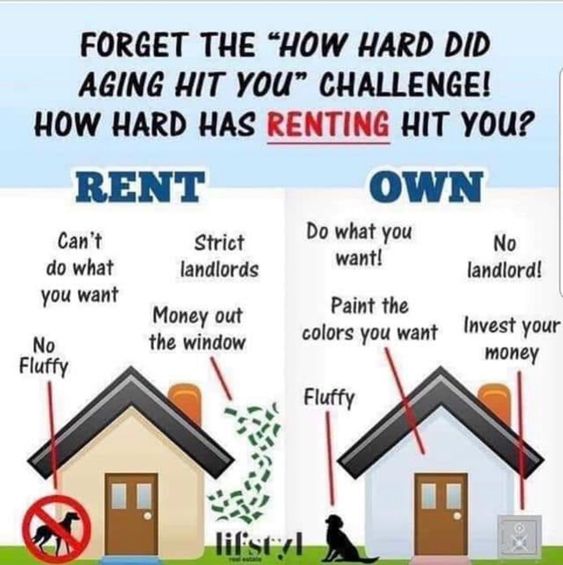 FORGET THE “HOW HARD DID
AGING HIT YOU” CHALLENGE!
HOW HARD HAS RENTING HIT YOU?
RENT
Can't
do what
you want
Strict
landlords
Money out
the window
No
Fluffy
OWN
Do what you
want!
No
landlord!
Paint the
colors you want
Invest your
money
Fluffy
lifstyl
real estate